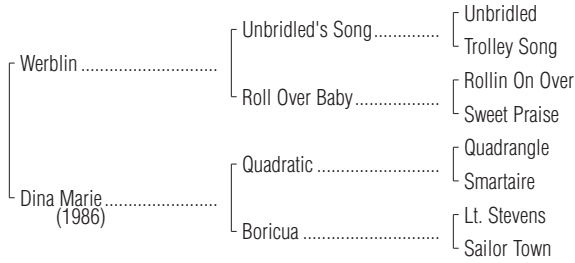 Unbridled
Unbridled's Song..............
Trolley Song
Werblin .............................
Rollin On Over
Roll Over Baby..................
Sweet Praise
Quadrangle
Quadratic ..........................
Smartaire
Dina Marie........................
(1986)
Lt. Stevens
Boricua .............................
Sailor Town